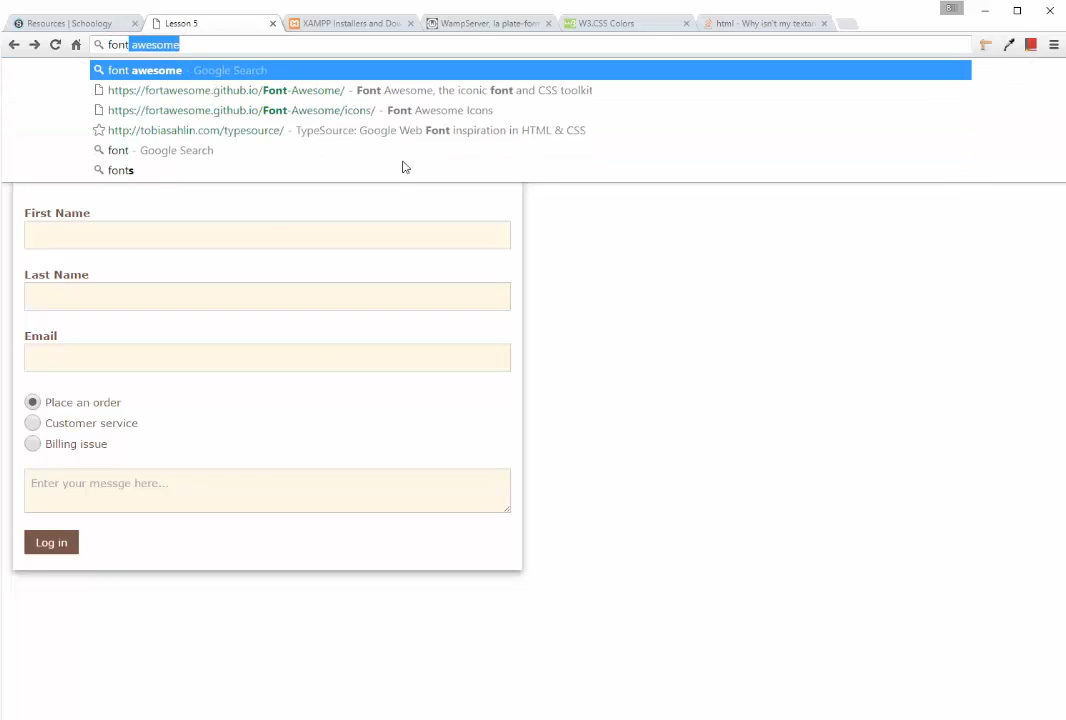 Resources | Schoology
Lesson 5
XAMPP Installers and Dow
WampServer, la plate-form
W3.CSS Colors
html - Why isn't my textare
Bill
font awesome
font awesome - Google Search
https://fortawesome.github.io/Font-Awesome/ - Font Awesome, the iconic font and CSS toolkit
https://fortawesome.github.io/Font-Awesome/icons/ - Font Awesome Icons
http://tobiasahlin.com/typesource/ - TypeSource: Google Web Font inspiration in HTML & CSS
font - Google Search
fonts
First Name
Last Name
Email
Place an order
Customer service
Billing issue
Enter your messge here...
Log in